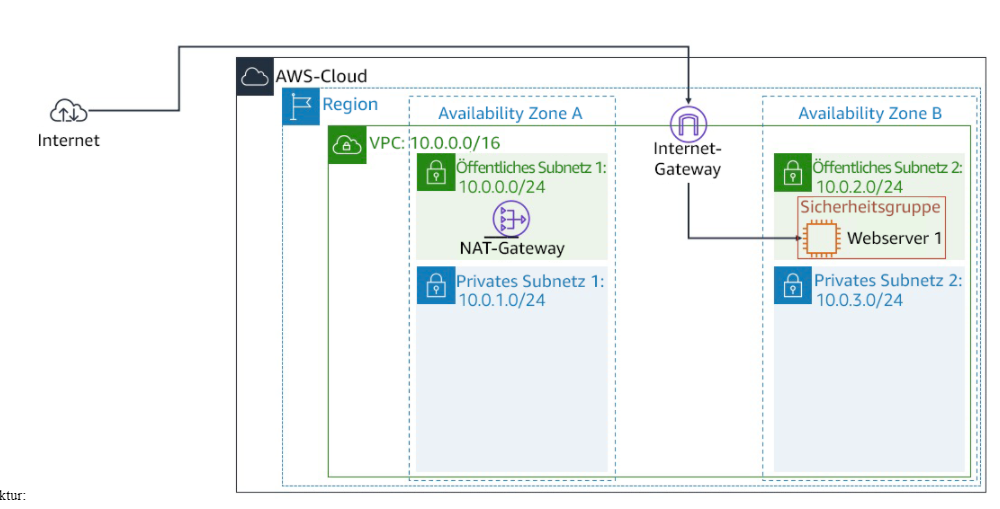 AWS-Cloud
Region
Internet
Availability Zone A
Availability Zone B
VPC: 10.0.0.0/16
Internet-
Gateway
Öffentliches Subnetz 1:
10.0.0.0/24
NAT-Gateway
Öffentliches Subnetz 2:
10.0.2.0/24
Sicherheitsgruppe
Webserver 1
Privates Subnetz 1:
10.0.1.0/24
Privates Subnetz 2:
10.0.3.0/24
ktur: